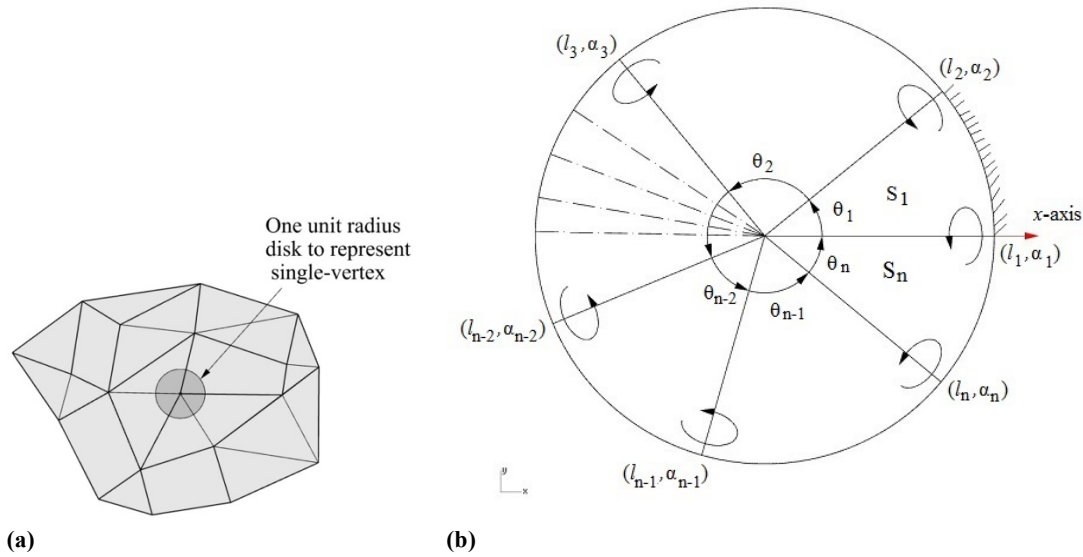 One unit radius
disk to represent
single-vertex
(a)
(l₃,α₃)
(l₂,α₂)
θ₂
θ₁
S₁
x-axis
(l₁,α₁)
θₙ
Sₙ
θₙ₋₂
θₙ₋₁
(lₙ₋₂,αₙ₋₂)
(lₙ,αₙ)
(lₙ₋₁,αₙ₋₁)
y
x
(b)